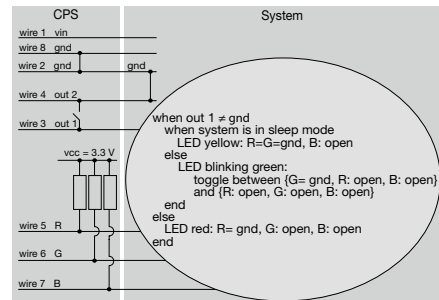 CPS
System
wire 1 vin
wire 8 gnd
wire 2 gnd
gnd
wire 4 out 2
wire 3 out 1
vcc = 3.3 V
wire 5 R
wire 6 G
wire 7 B
when out 1 ≠ gnd
when system is in sleep mode
LED yellow: R=G=gnd, B: open
else
LED blinking green:
toggle between {G= gnd, R: open, B: open}
and {R: open, G: open, B: open}
end
else
LED red: R= gnd, G: open, B: open
end